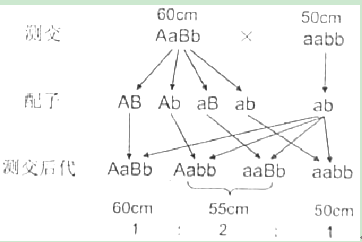 60cm 50cm
测交 AaBb × aabb
配子 AB Ab aB ab ab
测交后代 AaBb Aabb aaBb aabb
60cm 55cm 50cm
1 : 2 : 1